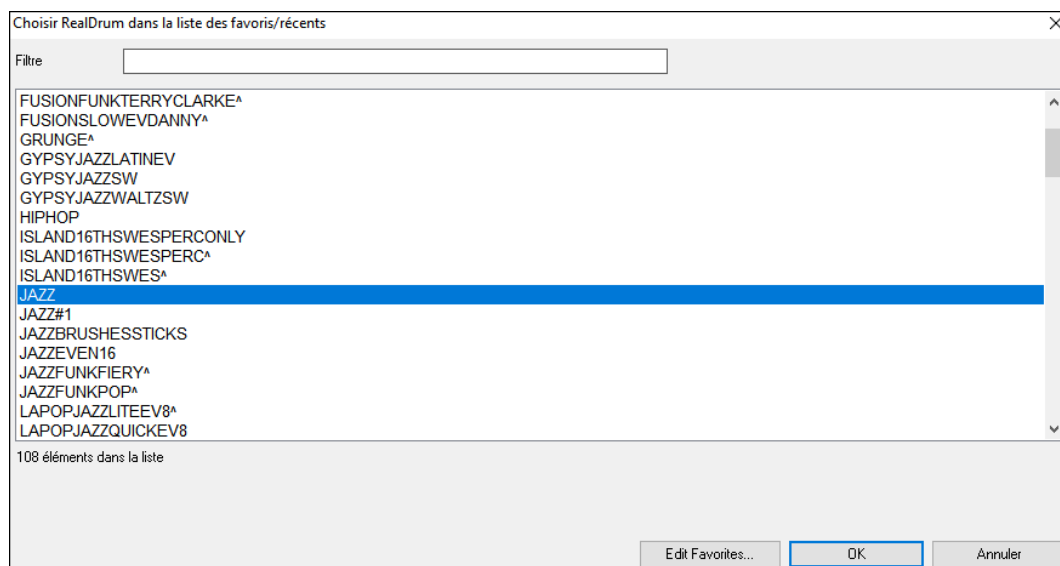 Choisir RealDrum dans la liste des favoris/récents
Filtre
FUSIONFUNKTERRYCLARKE^
FUSIONSLOWEVDANNY^
GRUNGE^
GYPSYJAZZLATINEV
GYPSYJAZZSW
GYPSYJAZZWALTZSW
HIPHOP
ISLAND16THSWESPERCONLY
ISLAND16THSWESPERC^
ISLAND16THSWES^
JAZZ
JAZZ#1
JAZZBRUSHESSTICKS
JAZZEVEN16
JAZZFUNKFIERY^
JAZZFUNKPOP^
LAPOPJAZZLITEEV8^
LAPOPJAZZQUICKEV8
108 éléments dans la liste
Edit Favorites... OK Annuler